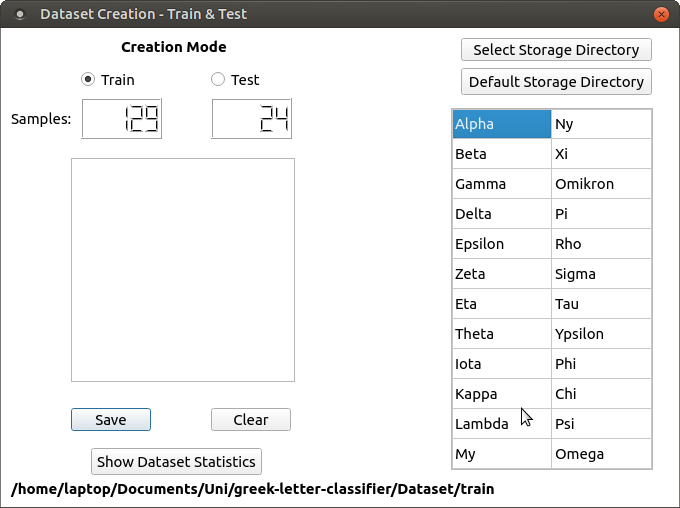 Dataset Creation - Train & Test
Creation Mode
Train Test
Samples: 129 24
Save Clear
Show Dataset Statistics
Select Storage Directory
Default Storage Directory
Alpha Ny
Beta Xi
Gamma Omikron
Delta Pi
Epsilon Rho
Zeta Sigma
Eta Tau
Theta Ypsilon
Iota Phi
Kappa Chi
Lambda Psi
My Omega
/home/laptop/Documents/Uni/greek-letter-classifier/Dataset/train